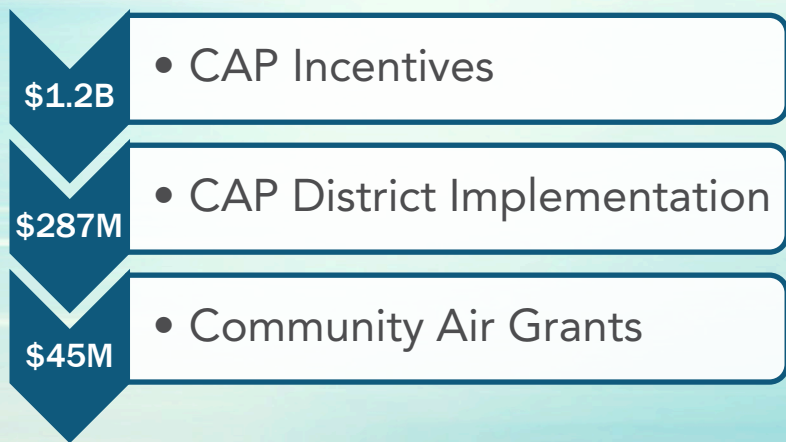 $1.2B
• CAP Incentives
$287M
• CAP District Implementation
$45M
• Community Air Grants